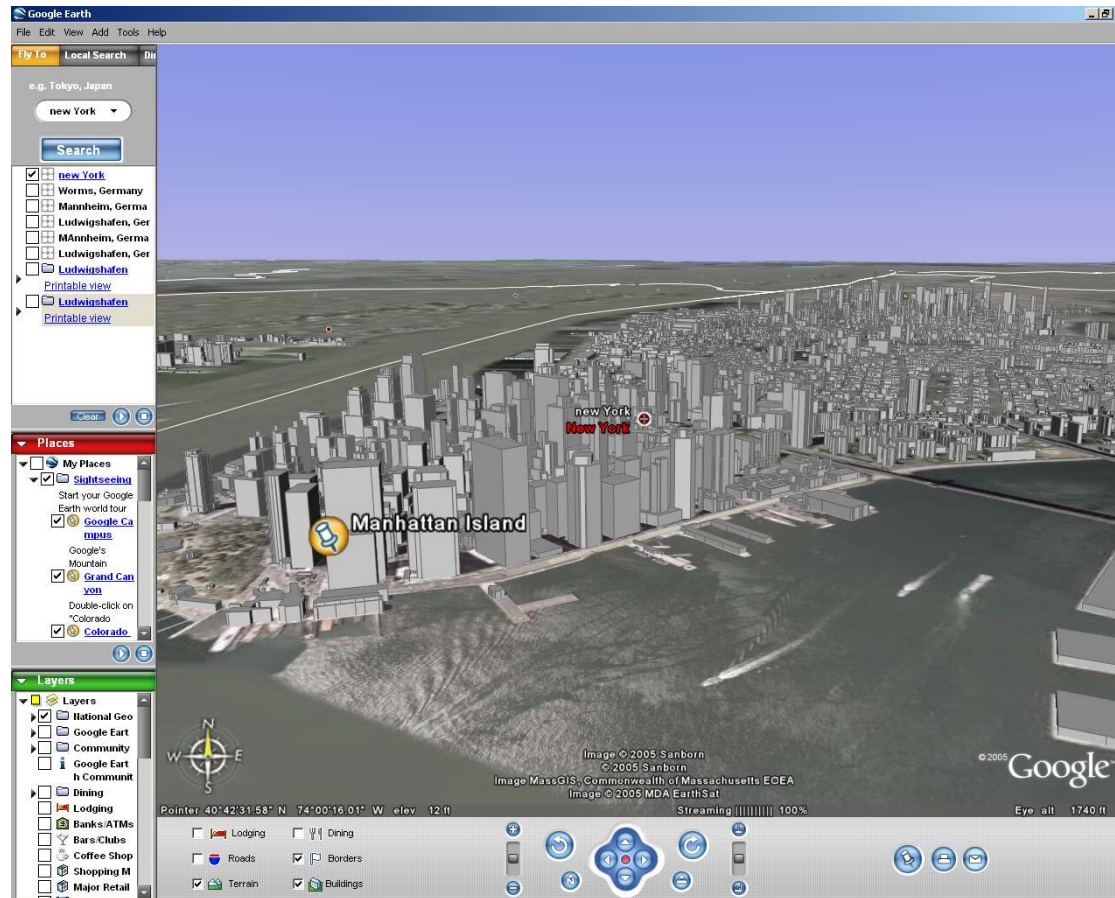 Google Earth
File Edit View Add Tools Help
Fly To Local Search Dir
e.g. Tokyo, Japan
new York
Search
new York
Worms, Germany
Mannheim, Germa
Ludwigshafen, Ger
MAnnheim, Germa
Ludwigshafen, Ger
Ludwigshafen
Printable view
Ludwigshafen
Printable view
Clear
Places
My Places
Sightseeing
Start your Google
Earth world tour
Google Ca
mpus
Google's
Mountain
Grand Can
yon
Double-click on
"Colorado
Colorado
Layers
Layers
National Geo
Google Eart
Community
Google Eart
h Communit
Dining
Lodging
Banks/ATMs
Bars/Clubs
Coffee Shop
Shopping M
Major Retail
new York
New York
Manhattan Island
N
W E
S
Image © 2005 Sanborn
© 2005 Sanborn
Image MassGIS, Commonwealth of Massachusetts EOEA
Image © 2005 MDA EarthSat
© 2005 Google
Pointer 40°42'31.58" N 74°00'16.01" W elev 12 ft Streaming |||||||||| 100% Eye alt 1740 ft
Lodging Dining
Roads Borders
Terrain Buildings
N